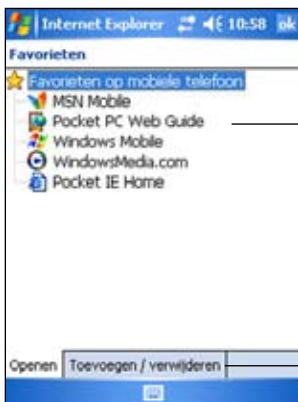 Internet Explorer 10:58 ok
Favorieten
Favorieten op mobiele telefoon
MSN Mobile
Pocket PC Web Guide
Windows Mobile
WindowsMedia.com
Pocket IE Home
Openen Toevoegen / verwijderen